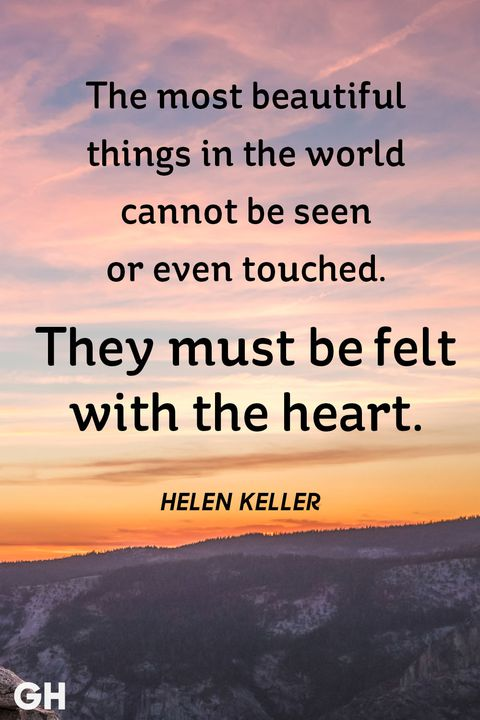 The most beautiful
things in the world
cannot be seen
or even touched.
They must be felt
with the heart.
HELEN KELLER
GH